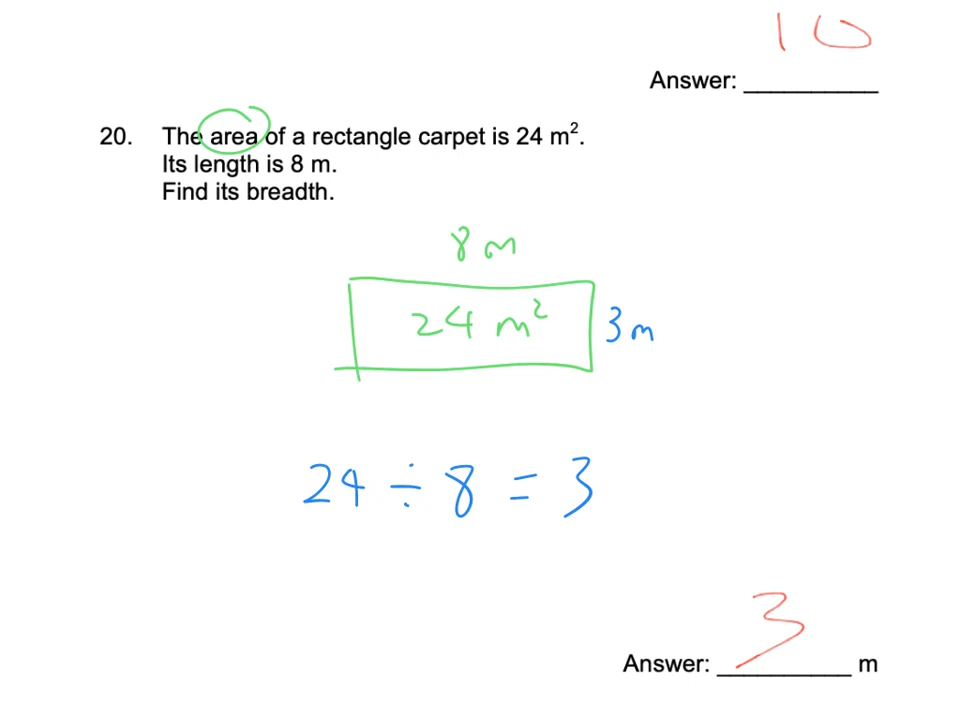 10
Answer: __________
20. The area of a rectangle carpet is 24 m².
Its length is 8 m.
Find its breadth.
8 m
24 m² 3 m
24 ÷ 8 = 3
3
Answer: __________ m